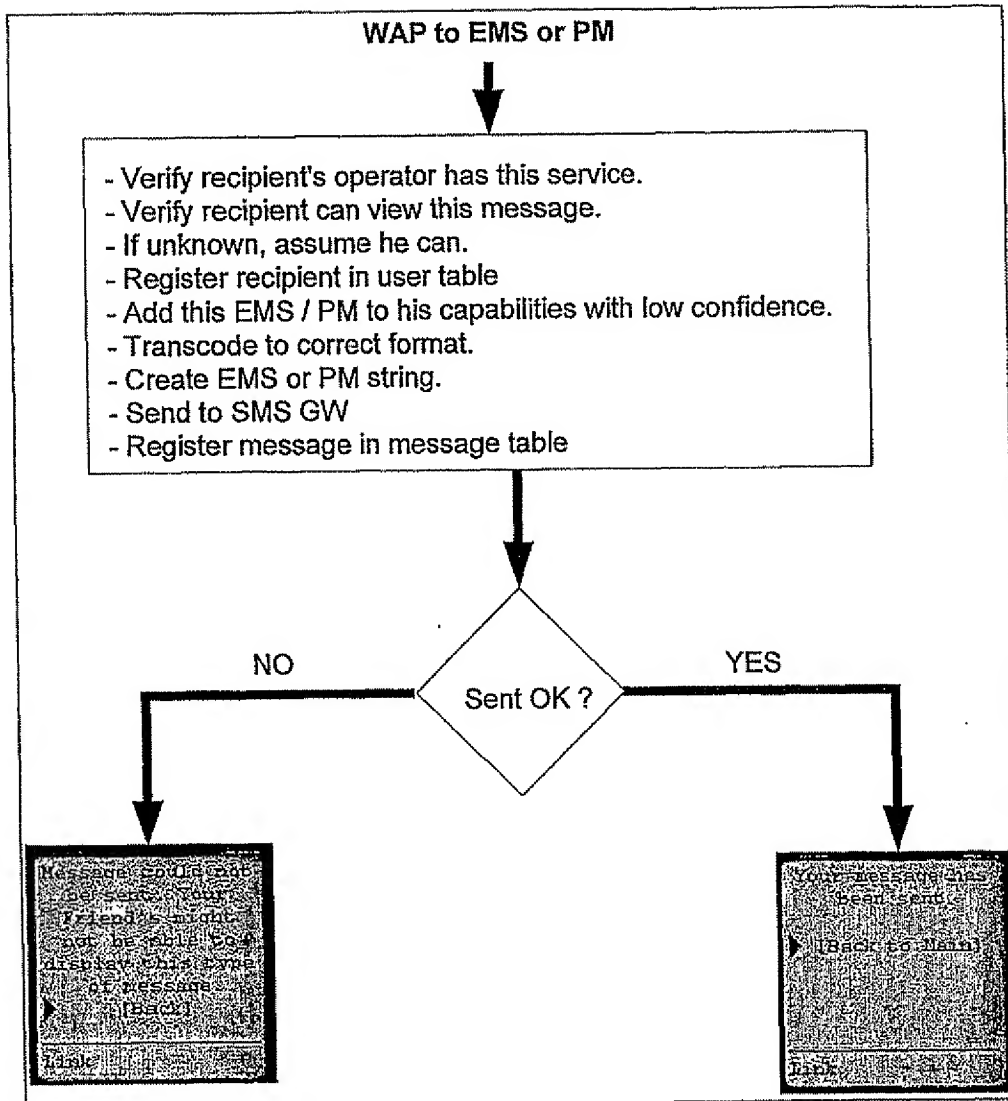 WAP to EMS or PM
- Verify recipient's operator has this service.
- Verify recipient can view this message.
- If unknown, assume he can.
- Register recipient in user table
- Add this EMS / PM to his capabilities with low confidence.
- Transcode to correct format.
- Create EMS or PM string.
- Send to SMS GW
- Register message in message table
NO
YES
Sent OK ?
Message could not
be sent. Your
Friend's might
not be able to
display this type
of message.
[Back]
Link
Your message has
been sent.
[Back to Main]
Link